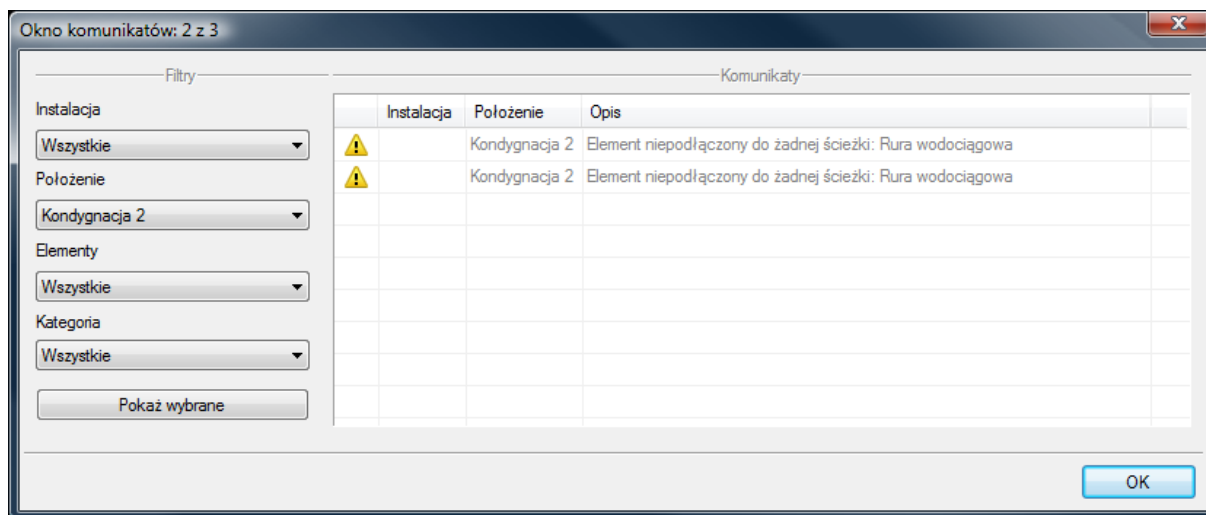 Okno komunikatów: 2 z 3
Filtry
Instalacja
Wszystkie
Położenie
Kondygnacja 2
Elementy
Wszystkie
Kategoria
Wszystkie
Pokaż wybrane
Komunikaty
Instalacja Położenie Opis
Kondygnacja 2 Element niepodłączony do żadnej ścieżki: Rura wodociągowa
Kondygnacja 2 Element niepodłączony do żadnej ścieżki: Rura wodociągowa
OK